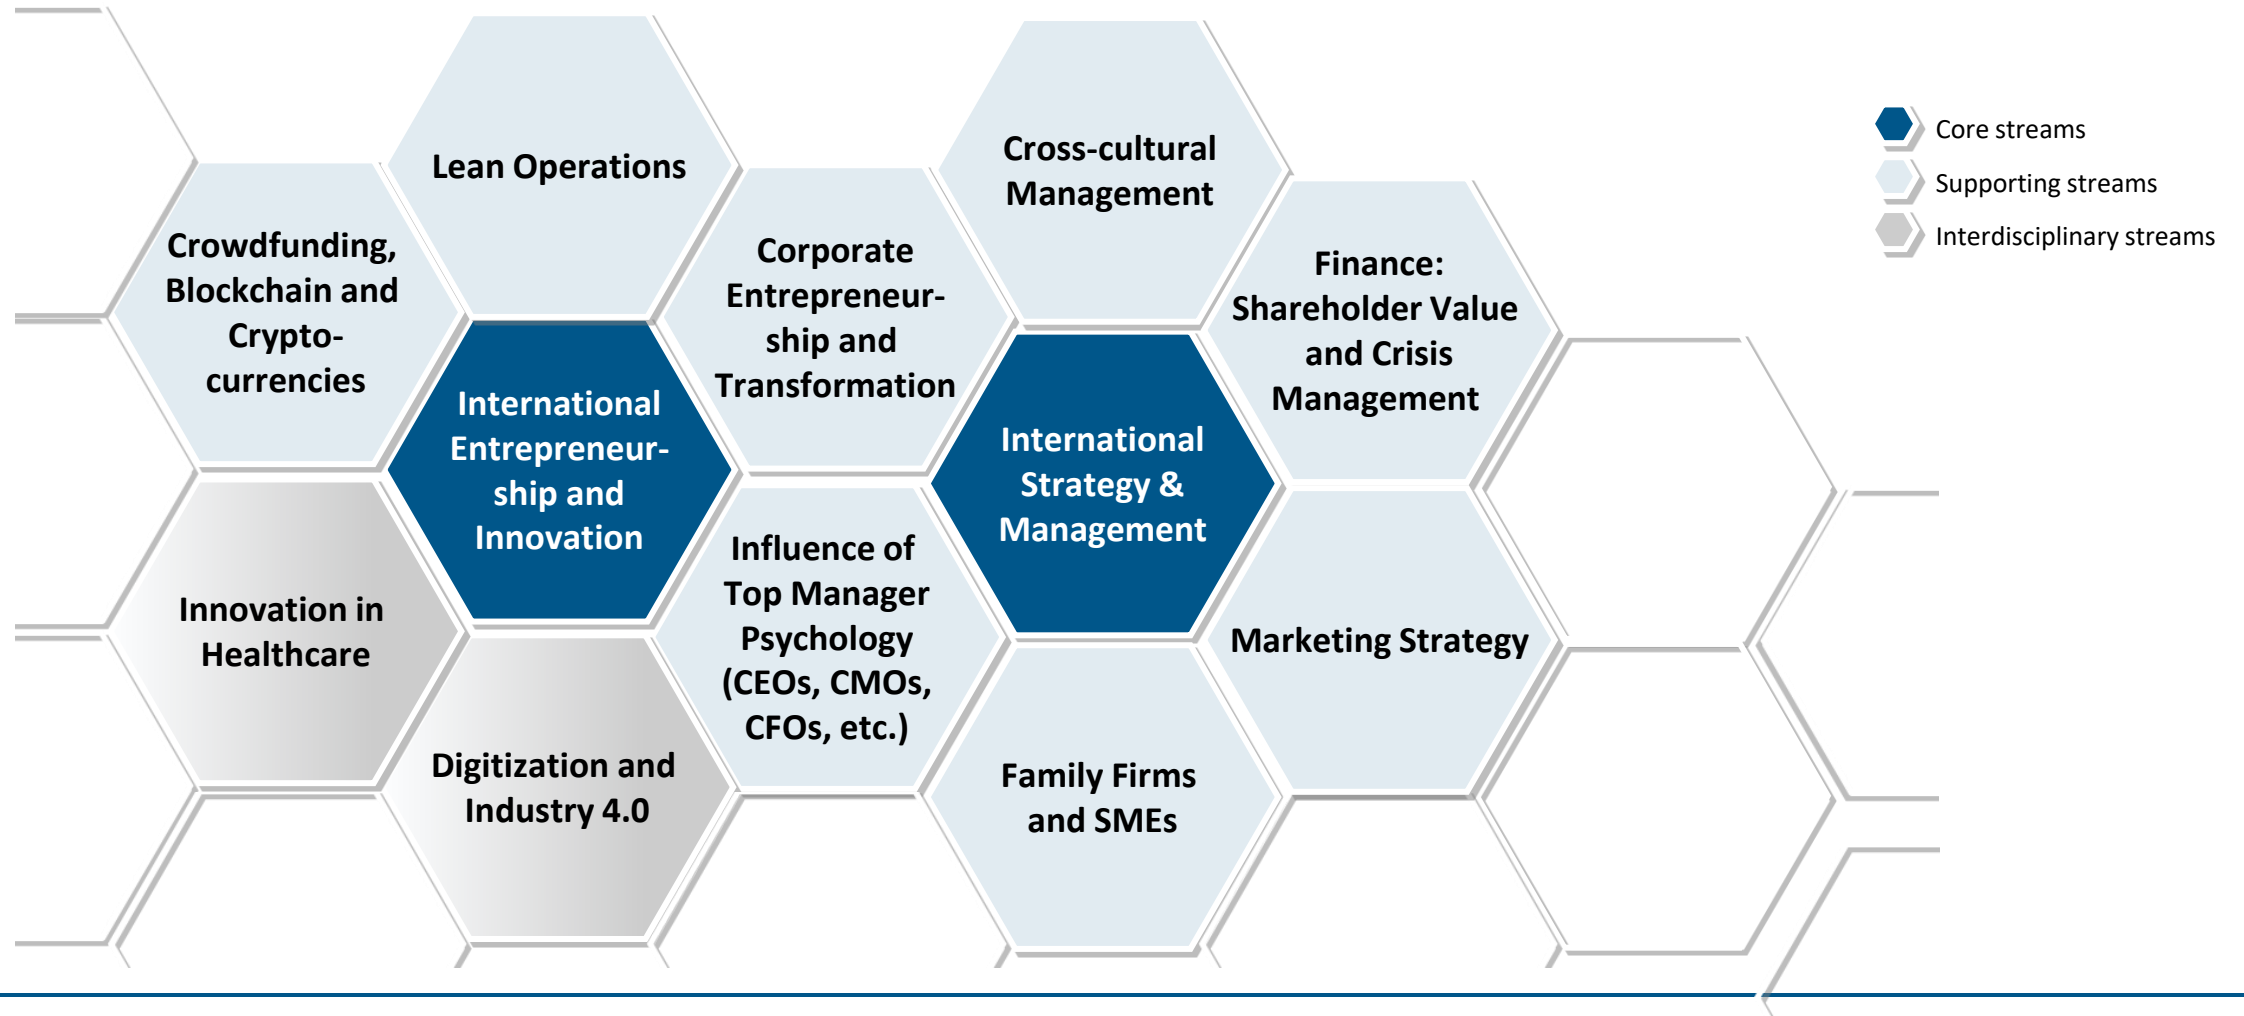 Lean Operations
Cross-cultural
Management
Core streams
Supporting streams
Interdisciplinary streams
Crowdfunding,
Blockchain and
Crypto-
currencies
Corporate
Entrepreneur-
ship and
Transformation
Finance:
Shareholder Value
and Crisis
Management
International
Entrepreneur-
ship and
Innovation
International
Strategy &
Management
Innovation in
Healthcare
Influence of
Top Manager
Psychology
(CEOs, CMOs,
CFOs, etc.)
Marketing Strategy
Digitization and
Industry 4.0
Family Firms
and SMEs